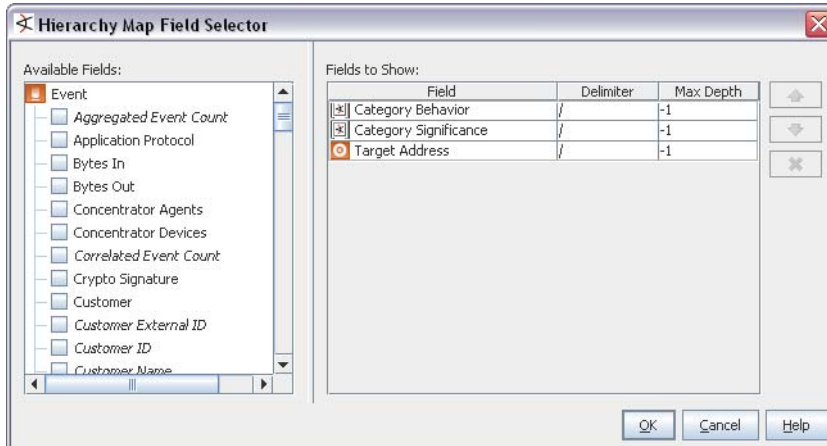 Hierarchy Map Field Selector
Available Fields:
Event
Aggregated Event Count
Application Protocol
Bytes In
Bytes Out
Concentrator Agents
Concentrator Devices
Correlated Event Count
Crypto Signature
Customer
Customer External ID
Customer ID
Customer Name
Fields to Show:
Field Delimiter Max Depth
Category Behavior / -1
Category Significance / -1
Target Address / -1
OK Cancel Help